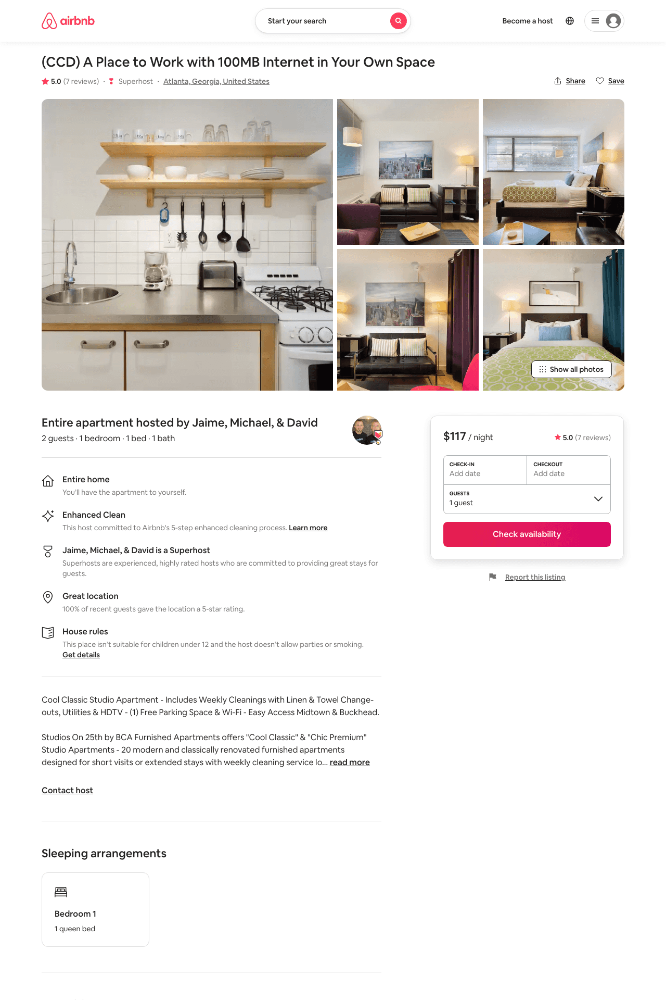 airbnb
Start your search
Become a host
(CCD) A Place to Work with 100MB Internet in Your Own Space
5.0 (7 reviews) · Superhost · Atlanta, Georgia, United States
Share
Save
bca bca bca bca
Show all photos
Entire apartment hosted by Jaime, Michael, & David
2 guests · 1 bedroom · 1 bed · 1 bath
$117 / night
5.0 (7 reviews)
CHECK-IN
Add date
CHECKOUT
Add date
GUESTS
1 guest
Check availability
Report this listing
Entire home
You’ll have the apartment to yourself.
Enhanced Clean
This host committed to Airbnb's 5-step enhanced cleaning process. Learn more
Jaime, Michael, & David is a Superhost
Superhosts are experienced, highly rated hosts who are committed to providing great stays for
guests.
Great location
100% of recent guests gave the location a 5-star rating.
House rules
This place isn’t suitable for children under 12 and the host doesn’t allow parties or smoking.
Get details
Cool Classic Studio Apartment - Includes Weekly Cleanings with Linen & Towel Change-
outs, Utilities & HDTV - (1) Free Parking Space & Wi-Fi - Easy Access Midtown & Buckhead.
Studios On 25th by BCA Furnished Apartments offers "Cool Classic" & "Chic Premium"
Studio Apartments - 20 modern and classically renovated furnished apartments
designed for short visits or extended stays with weekly cleaning service lo... read more
Contact host
Sleeping arrangements
Bedroom 1
1 queen bed